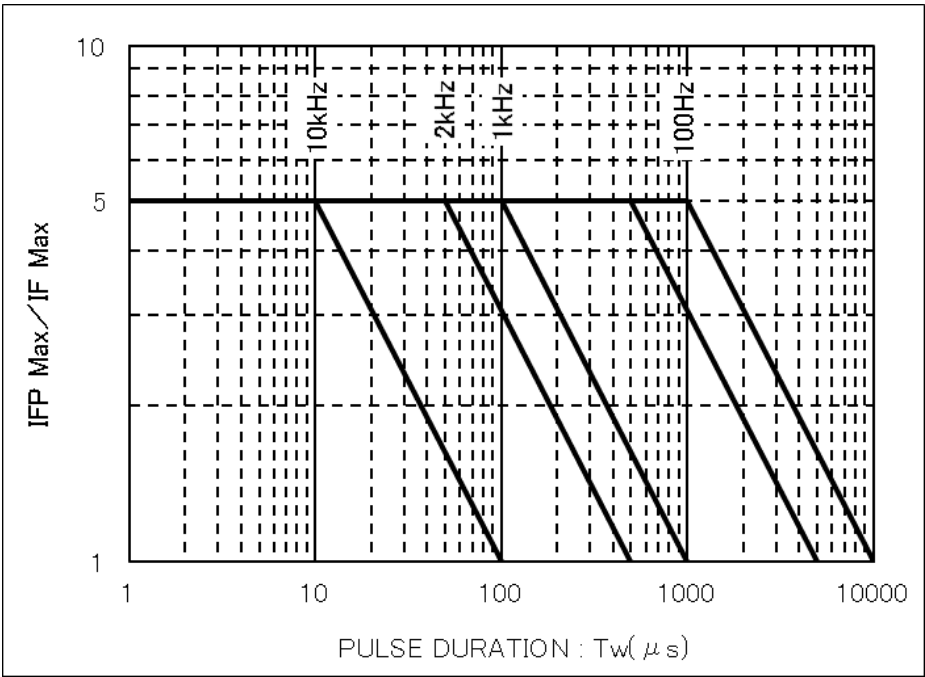 10
10kHz
2kHz
1kHz
100Hz
5
IFP Max/IF Max
1
1
10
100
1000
10000
PULSE DURATION : Tw(μs)